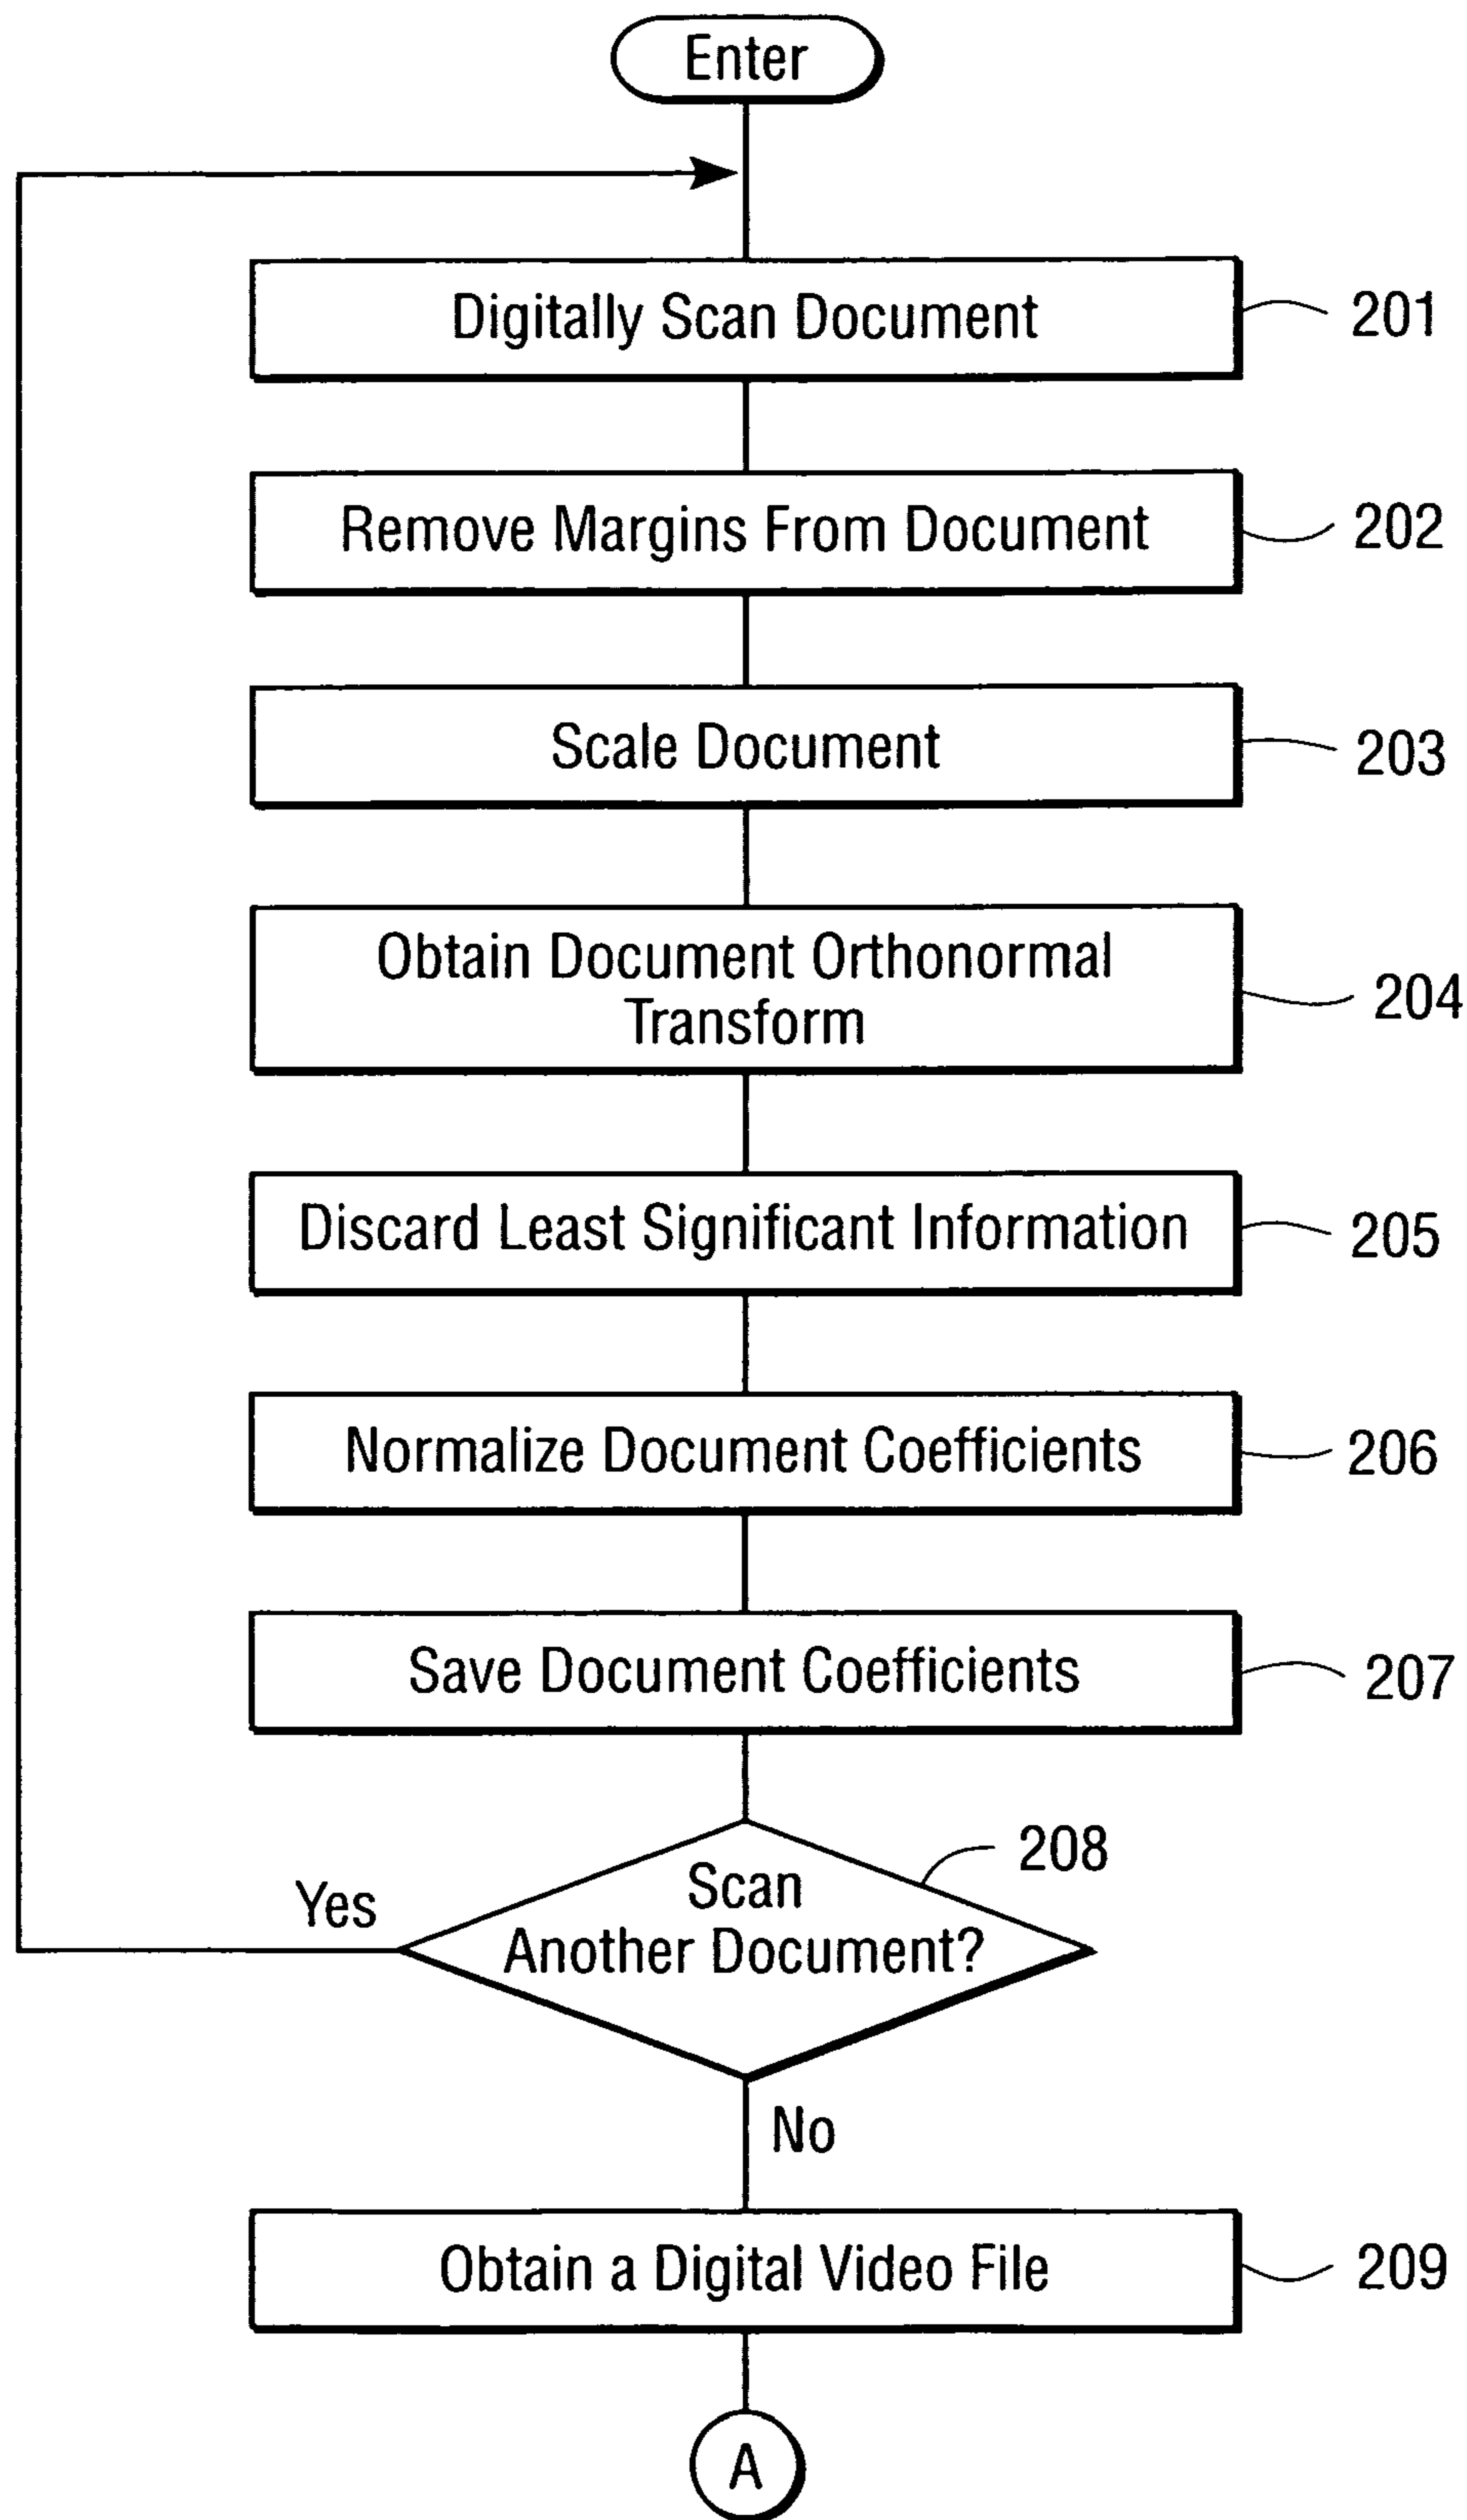 Enter
Digitally Scan Document
201
Remove Margins From Document
202
Scale Document
203
Obtain Document Orthonormal
Transform
204
Discard Least Significant Information
205
Normalize Document Coefficients
206
Save Document Coefficients
207
Scan
Another Document?
208
Yes
No
Obtain a Digital Video File
209
A